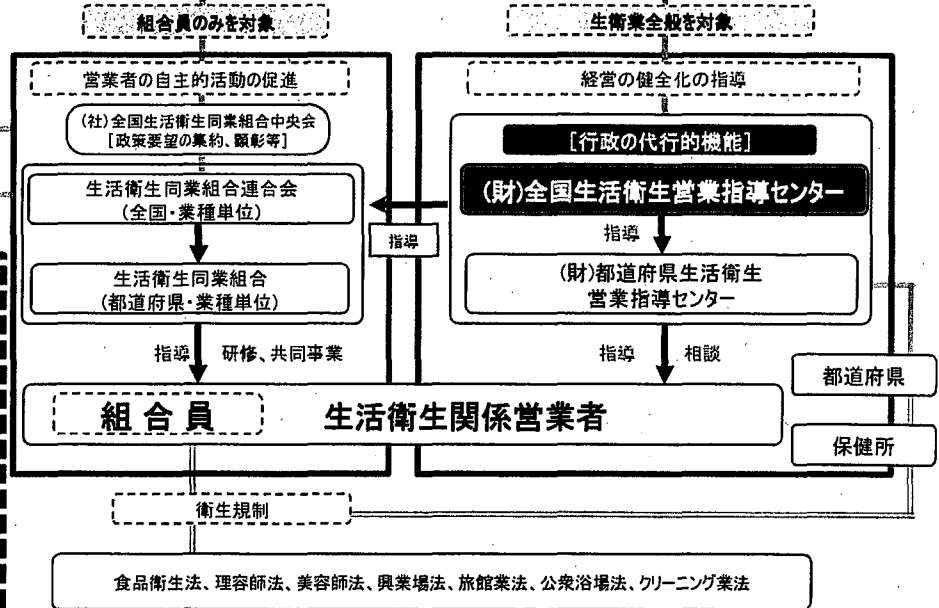 組合員のみを対象
生衛業全般を対象
営業者の自主的活動の促進
(社)全国生活衛生同業組合中央会
[政策要望の集約、顕彰等]
生活衛生同業組合連合会
(全国・業種単位)
生活衛生同業組合
(都道府県・業種単位)
指導 研修、共同事業
指導
経営の健全化の指導
[行政の代行的機能]
(財)全国生活衛生営業指導センター
指導
(財)都道府県生活衛生
営業指導センター
指導 相談
都道府県
保健所
組合員 生活衛生関係営業者
衛生規制
食品衛生法、理容師法、美容師法、興業場法、旅館業法、公衆浴場法、クリーニング業法